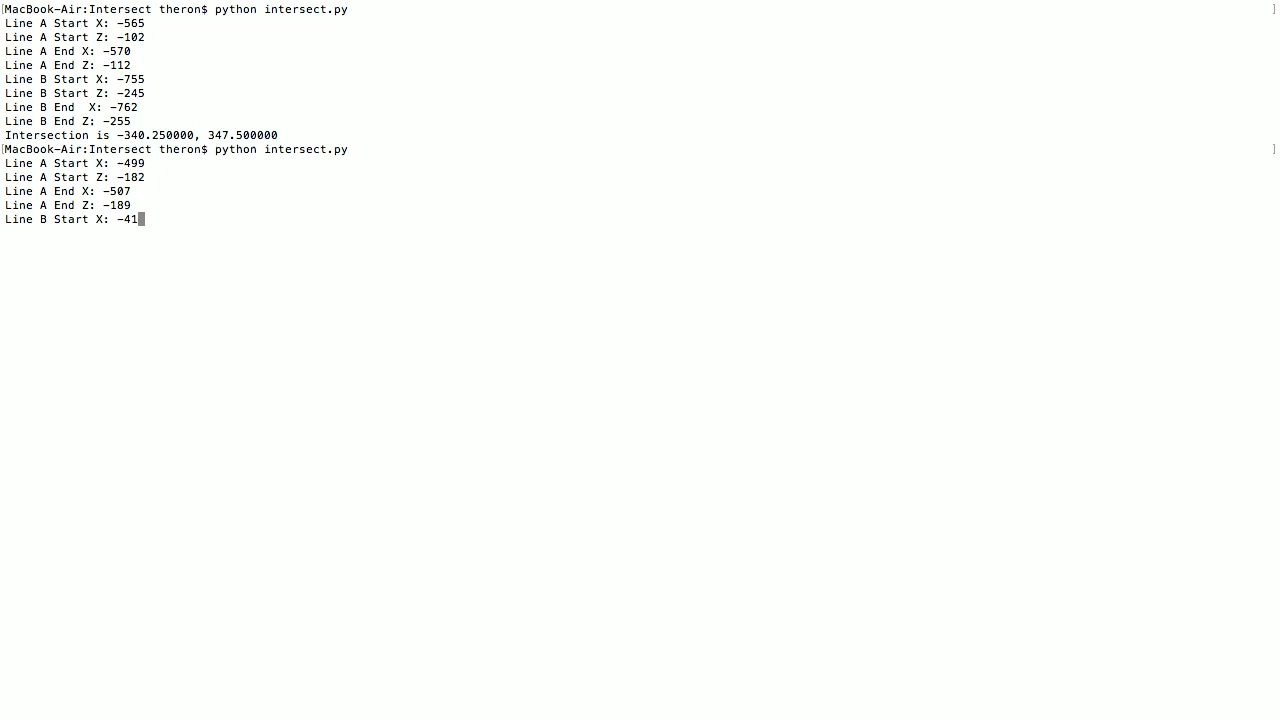 [MacBook-Air:Intersect theron$ python intersect.py ]
Line A Start X: -565
Line A Start Z: -102
Line A End X: -570
Line A End Z: -112
Line B Start X: -755
Line B Start Z: -245
Line B End  X: -762
Line B End Z: -255
Intersection is -340.250000, 347.500000
[MacBook-Air:Intersect theron$ python intersect.py ]
Line A Start X: -499
Line A Start Z: -182
Line A End X: -507
Line A End Z: -189
Line B Start X: -41